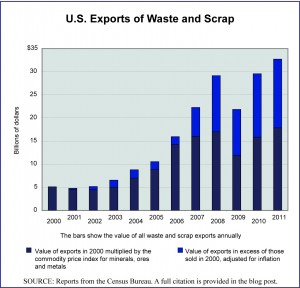 U.S. Exports of Waste and Scrap
$35
30
25
20
15
10
5
0
Billions of dollars
2000 2001 2002 2003 2004 2005 2006 2007 2008 2009 2010 2011
The bars show the value of all waste and scrap exports annually
Value of exports in 2000 multiplied by the
commodity price index for minerals, ores
and metals
Value of exports in excess of those
sold in 2000, adjusted for inflation
SOURCE: Reports from the Census Bureau. A full citation is provided in the blog post.